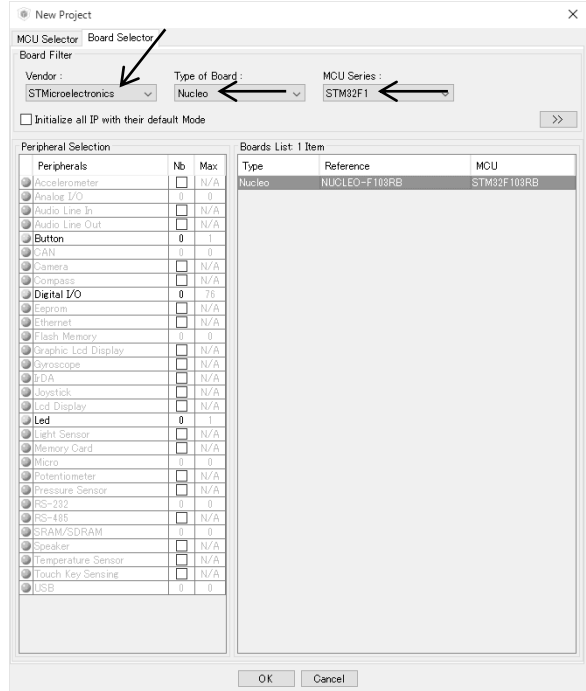 New Project
MCU Selector Board Selector
Board Filter
Vendor : Type of Board : MCU Series :
STMicroelectronics Nucleo STM32F1
Initialize all IP with their default Mode >>
Peripheral Selection Boards List: 1 Item
Peripherals Nb Max Type Reference MCU
Accelerometer N/A Nucleo NUCLEO-F103RB STM32F103RB
Analog I/O 0 0
Audio Line In N/A
Audio Line Out N/A
Button 0 1
CAN 0 0
Camera N/A
Compass N/A
Digital I/O 0 76
Eeprom N/A
Ethernet N/A
Flash Memory 0 0
Graphic Lcd Display N/A
Gyroscope N/A
IrDA N/A
Joystick N/A
Lcd Display N/A
Led 0 1
Light Sensor N/A
Memory Card N/A
Micro 0 0
Potentiometer N/A
Pressure Sensor N/A
RS-232 0 0
RS-485 N/A
SRAM/SDRAM 0 0
Speaker N/A
Temperature Sensor N/A
Touch Key Sensing N/A
USB 0 0
OK Cancel